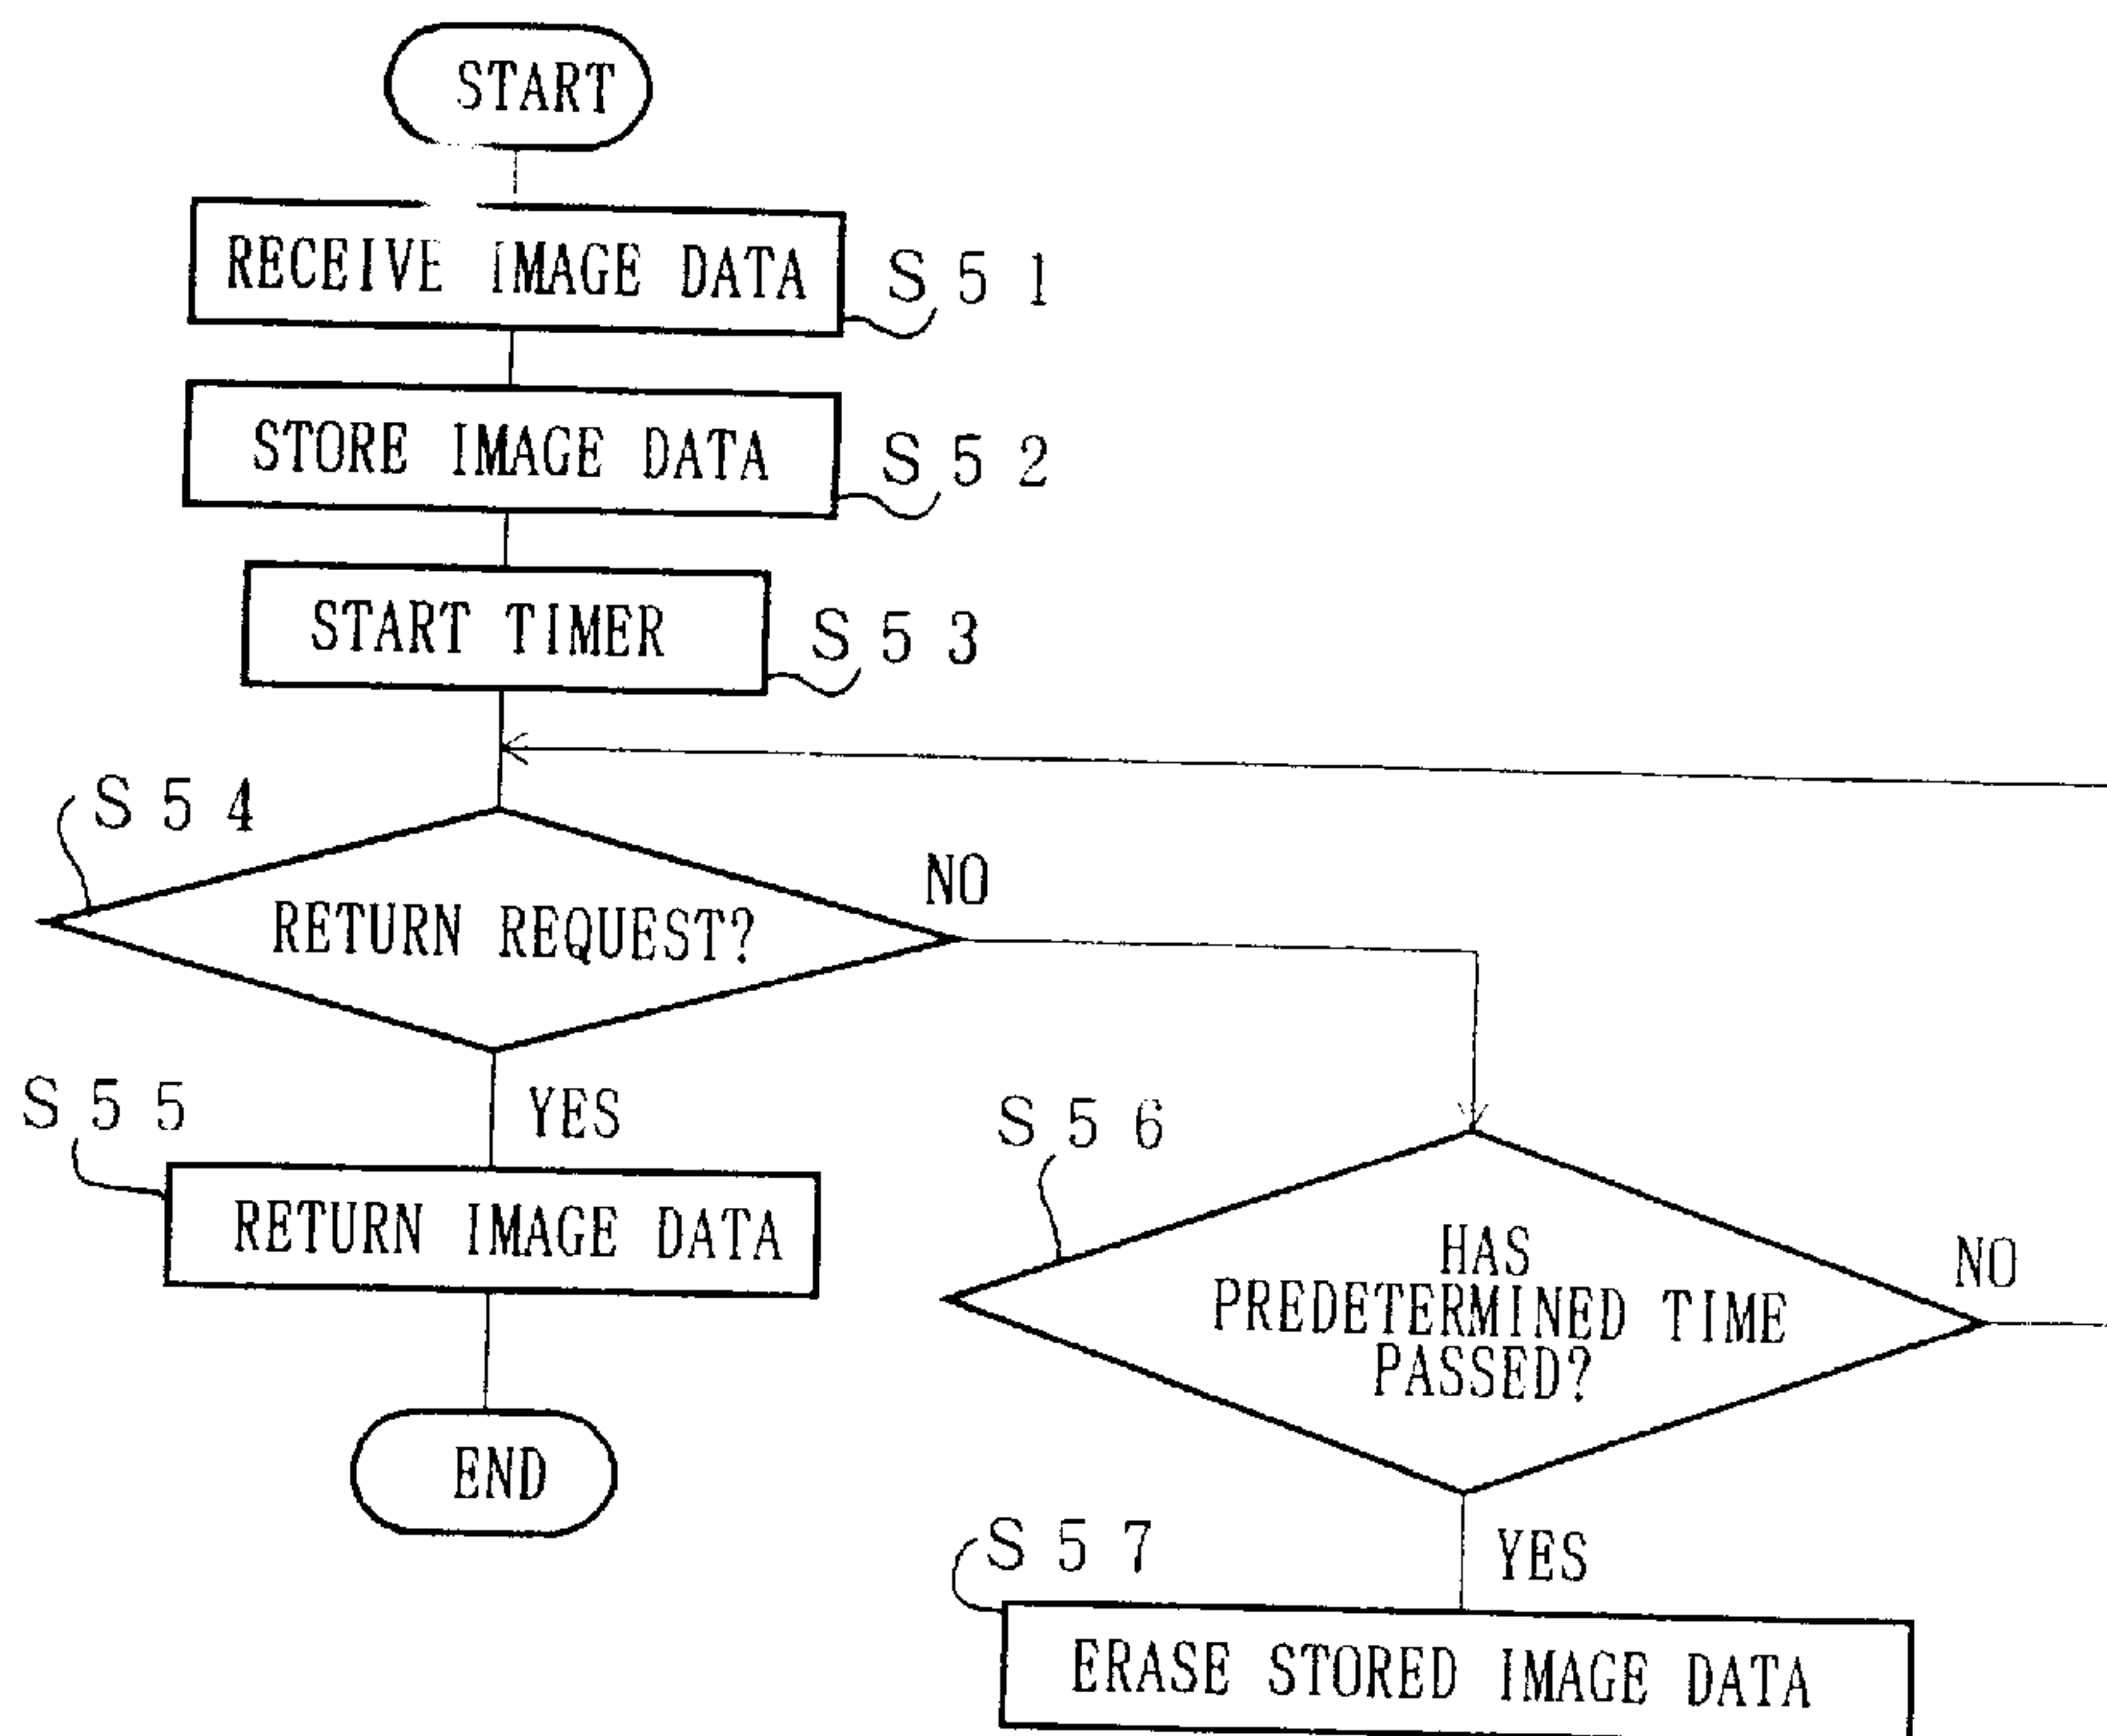 START
RECEIVE IMAGE DATA
S51
STORE IMAGE DATA
S52
START TIMER
S53
S54
RETURN REQUEST?
NO
YES
S55
RETURN IMAGE DATA
END
S56
HAS
PREDETERMINED TIME
PASSED?
NO
YES
S57
ERASE STORED IMAGE DATA